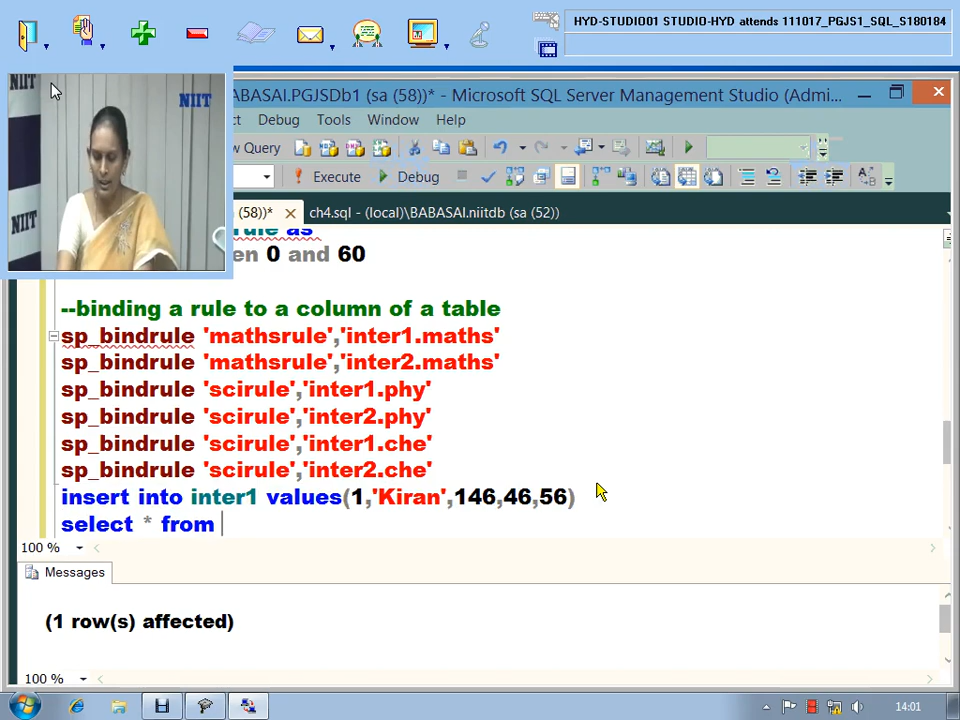 HYD-STUDIO01 STUDIO-HYD attends 111017_PGJS1_SQL_S180184
NIIT
NIIT
NIIT
ABASAI.PGJSDb1 (sa (58))* - Microsoft SQL Server Management Studio (Admi...
Debug Tools Window Help
w Query
Execute Debug
(58))* ch4.sql - (local)\BABASAI.niitdb (sa (52))
rule as
en 0 and 60
--binding a rule to a column of a table
sp_bindrule 'mathsrule','inter1.maths'
sp_bindrule 'mathsrule','inter2.maths'
sp_bindrule 'scirule','inter1.phy'
sp_bindrule 'scirule','inter2.phy'
sp_bindrule 'scirule','inter1.che'
sp_bindrule 'scirule','inter2.che'
insert into inter1 values(1,'Kiran',146,46,56)
select * from
100 %
Messages
(1 row(s) affected)
100 %
14:01